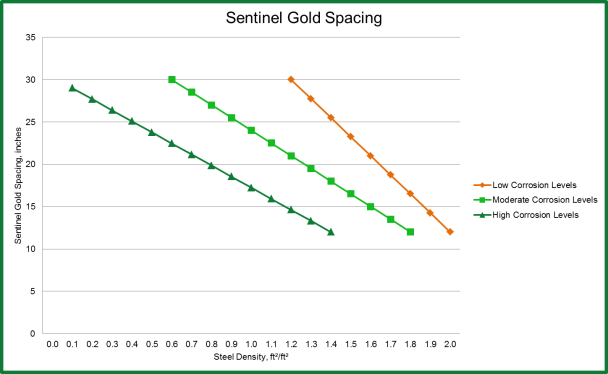 Sentinel Gold Spacing
35
30
25
20
15
10
5
0
Sentinel Gold Spacing, inches
0.0 0.1 0.2 0.3 0.4 0.5 0.6 0.7 0.8 0.9 1.0 1.1 1.2 1.3 1.4 1.5 1.6 1.7 1.8 1.9 2.0
Steel Density, ft²/ft²
Low Corrosion Levels
Moderate Corrosion Levels
High Corrosion Levels